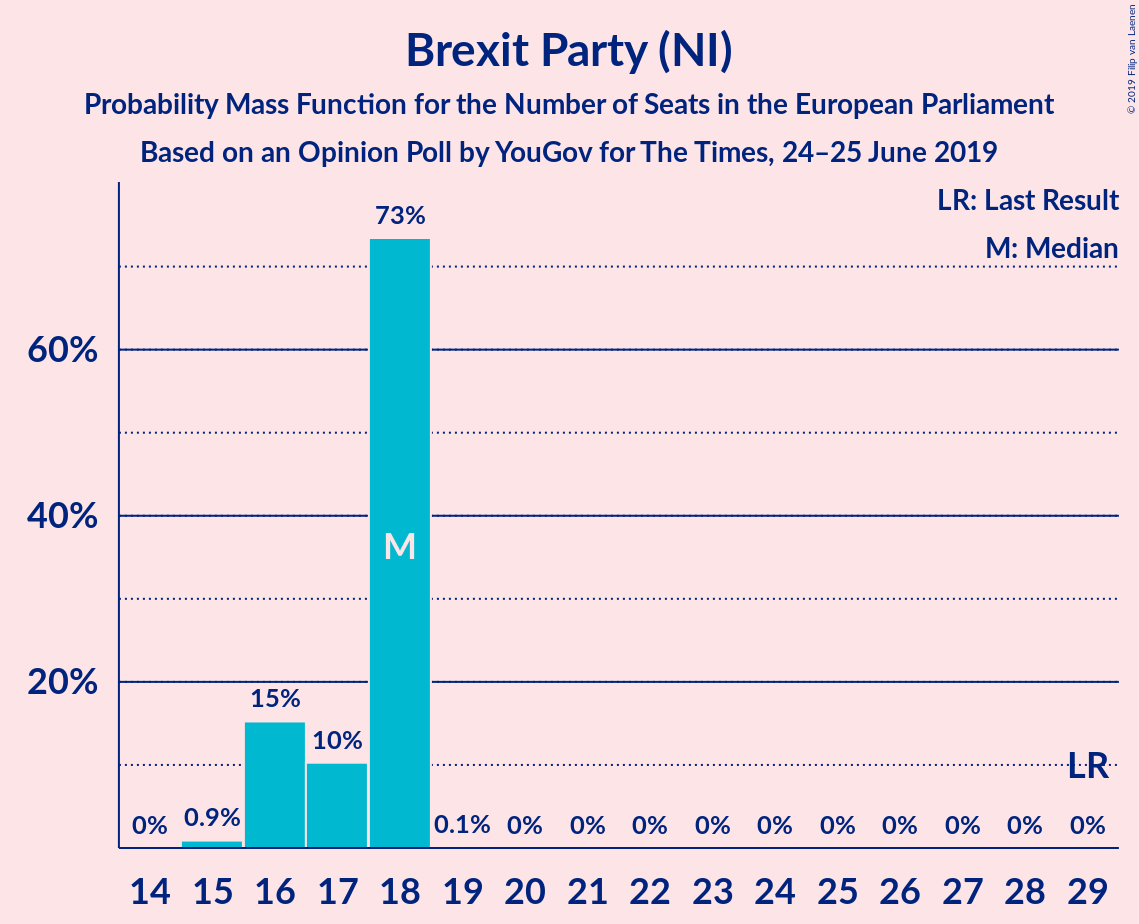 Brexit Party (NI)
Probability Mass Function for the Number of Seats in the European Parliament
Based on an Opinion Poll by YouGov for The Times, 24–25 June 2019
© 2019 Filip van Laenen
LR: Last Result
M: Median
73%
60%
40%
M
20%
15%
10%
LR
0% 0.9% 0.1% 0% 0% 0% 0% 0% 0% 0% 0% 0% 0%
14 15 16 17 18 19 20 21 22 23 24 25 26 27 28 29